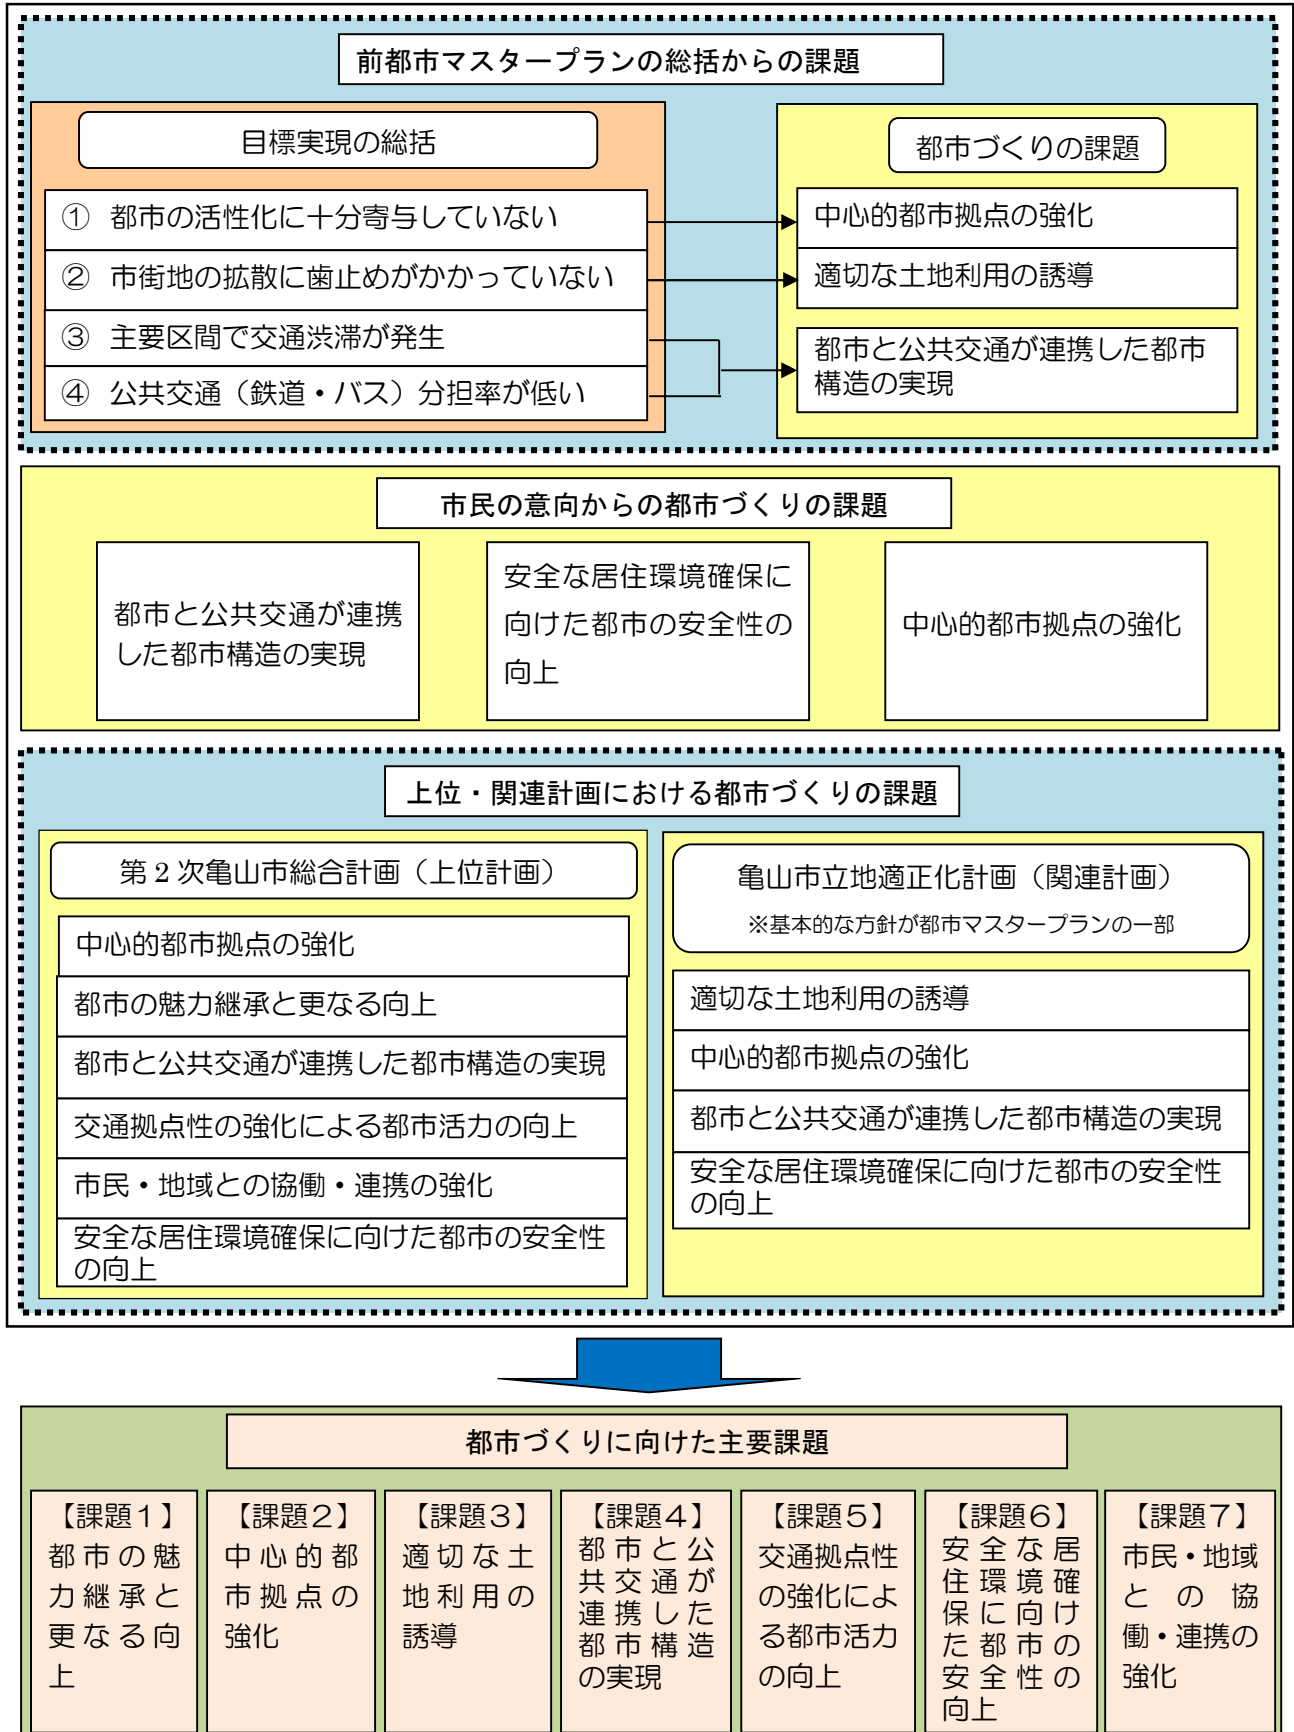 前都市マスタープランの総括からの課題
目標実現の総括
① 都市の活性化に十分寄与していない
② 市街地の拡散に歯止めがかかっていない
③ 主要区間で交通渋滞が発生
④ 公共交通（鉄道・バス）分担率が低い
都市づくりの課題
中心的都市拠点の強化
適切な土地利用の誘導
都市と公共交通が連携した都市
構造の実現
市民の意向からの都市づくりの課題
都市と公共交通が連携
した都市構造の実現
安全な居住環境確保に
向けた都市の安全性の
向上
中心的都市拠点の強化
上位・関連計画における都市づくりの課題
第２次亀山市総合計画（上位計画）
中心的都市拠点の強化
都市の魅力継承と更なる向上
都市と公共交通が連携した都市構造の実現
交通拠点性の強化による都市活力の向上
市民・地域との協働・連携の強化
安全な居住環境確保に向けた都市の安全性
の向上
亀山市立地適正化計画（関連計画）
※基本的な方針が都市マスタープランの一部
適切な土地利用の誘導
中心的都市拠点の強化
都市と公共交通が連携した都市構造の実現
安全な居住環境確保に向けた都市の安全性
の向上
都市づくりに向けた主要課題
【課題１】
都市の魅
力継承と
更なる向
上
【課題２】
中心的都
市拠点の
強化
【課題３】
適切な土
地利用の
誘導
【課題４】
都市と公
共交通が
連携した
都市構造
の実現
【課題５】
交通拠点性
の強化によ
る都市活力
の向上
【課題６】
安全な居
住環境確
保に向け
た都市の
安全性の
向上
【課題７】
市民・地域
との協
働・連携の
強化